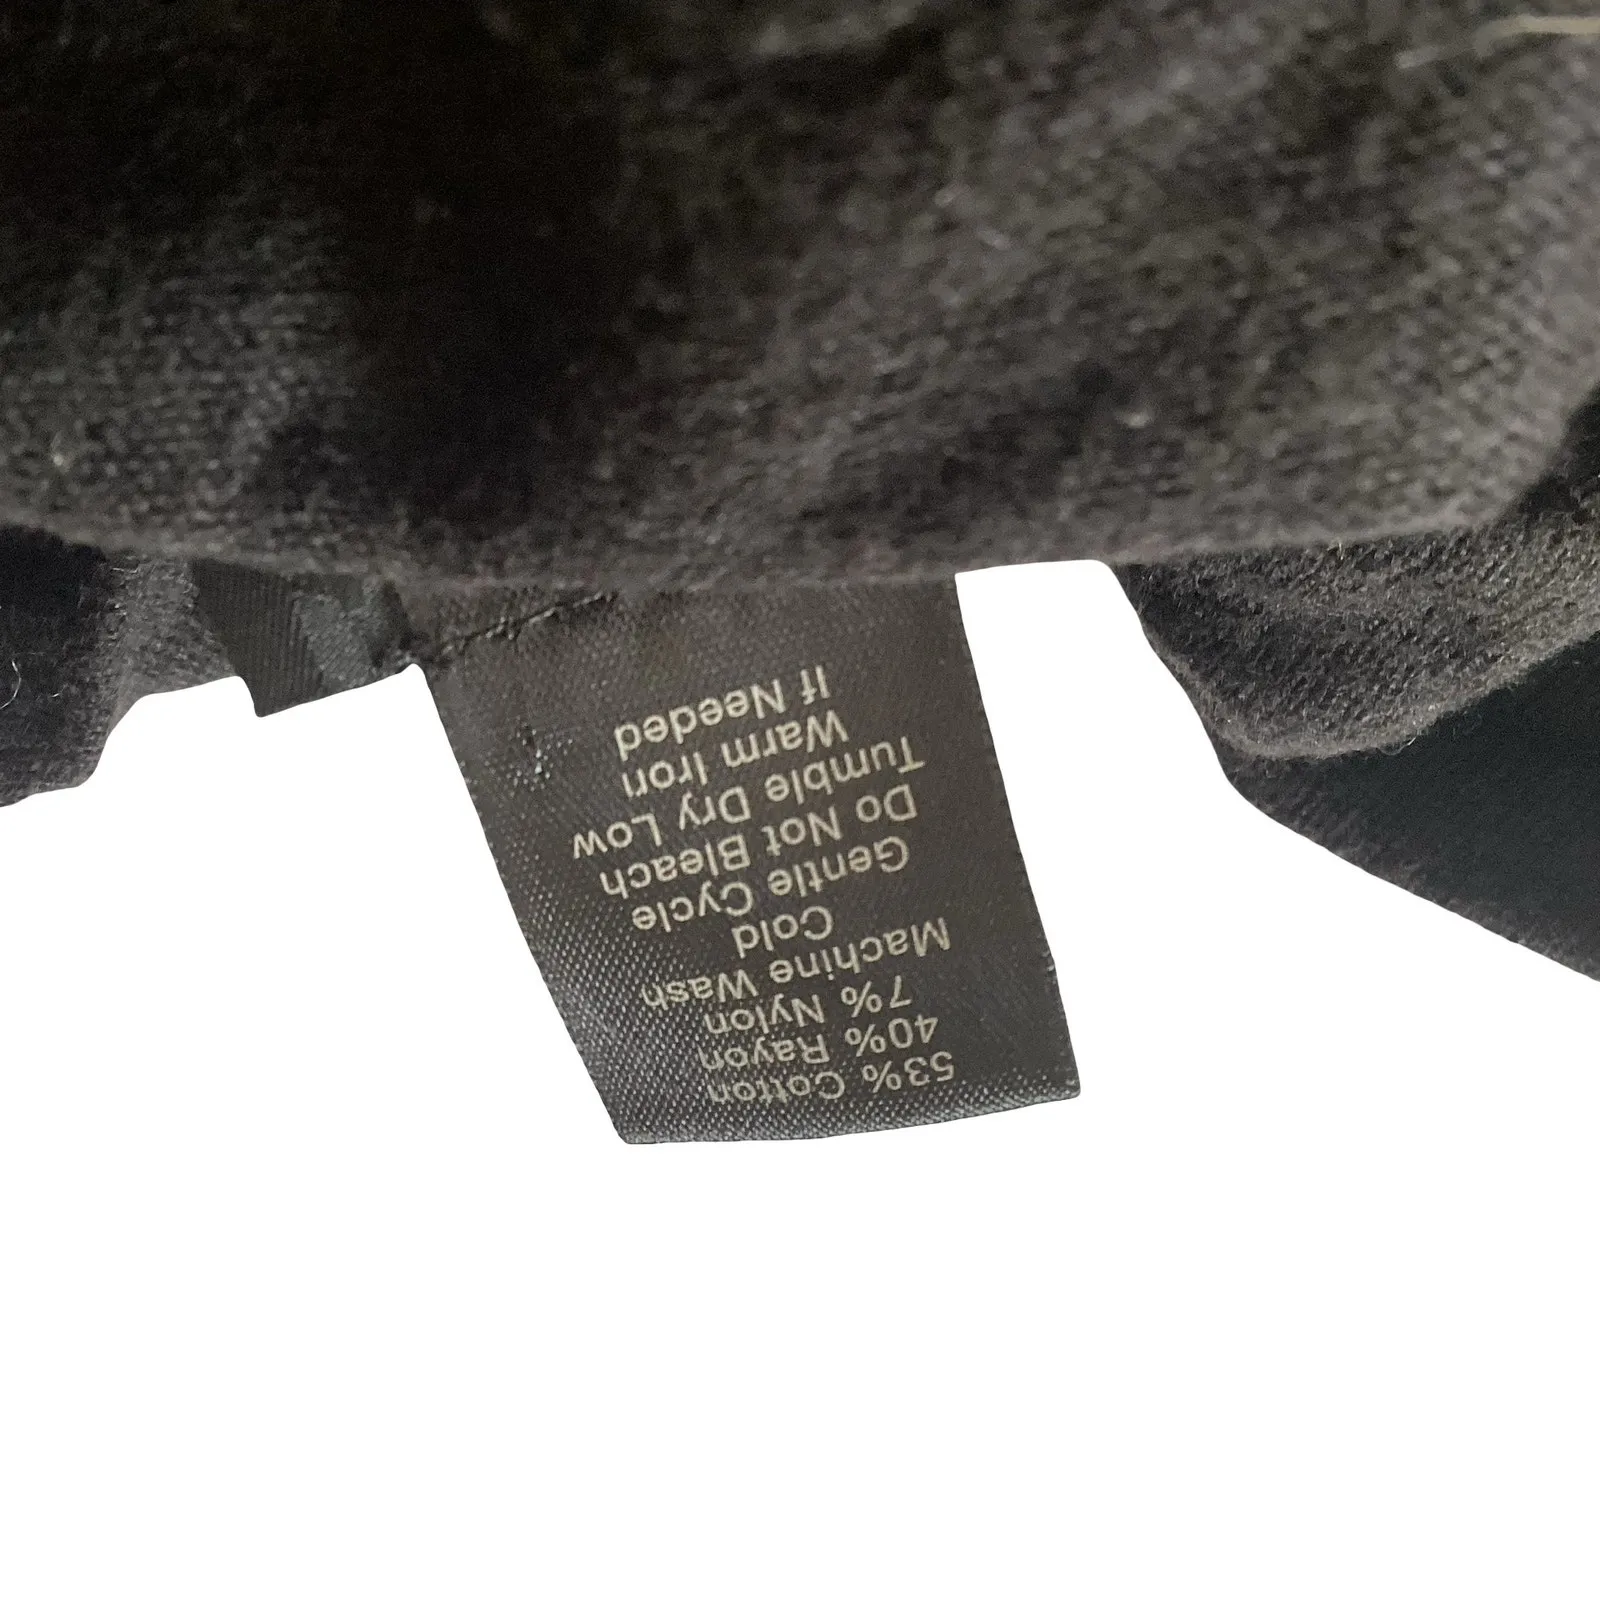 53% Cotton
40% Rayon
7% Nylon
Machine Wash
Cold
Gentle Cycle
Do Not Bleach
Tumble Dry Low
Warm Iron
If Needed